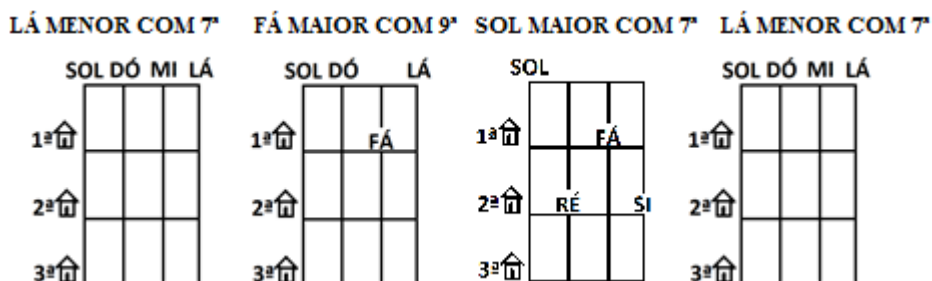 LÁ MENOR COM 7ª FÁ MAIOR COM 9ª SOL MAIOR COM 7ª LÁ MENOR COM 7ª
SOL DÓ MI LÁ SOL DÓ LÁ SOL SOL DÓ MI LÁ
1ª 1ª FÁ 1ª FÁ 1ª
2ª 2ª 2ª RÉ SI 2ª
3ª 3ª 3ª 3ª